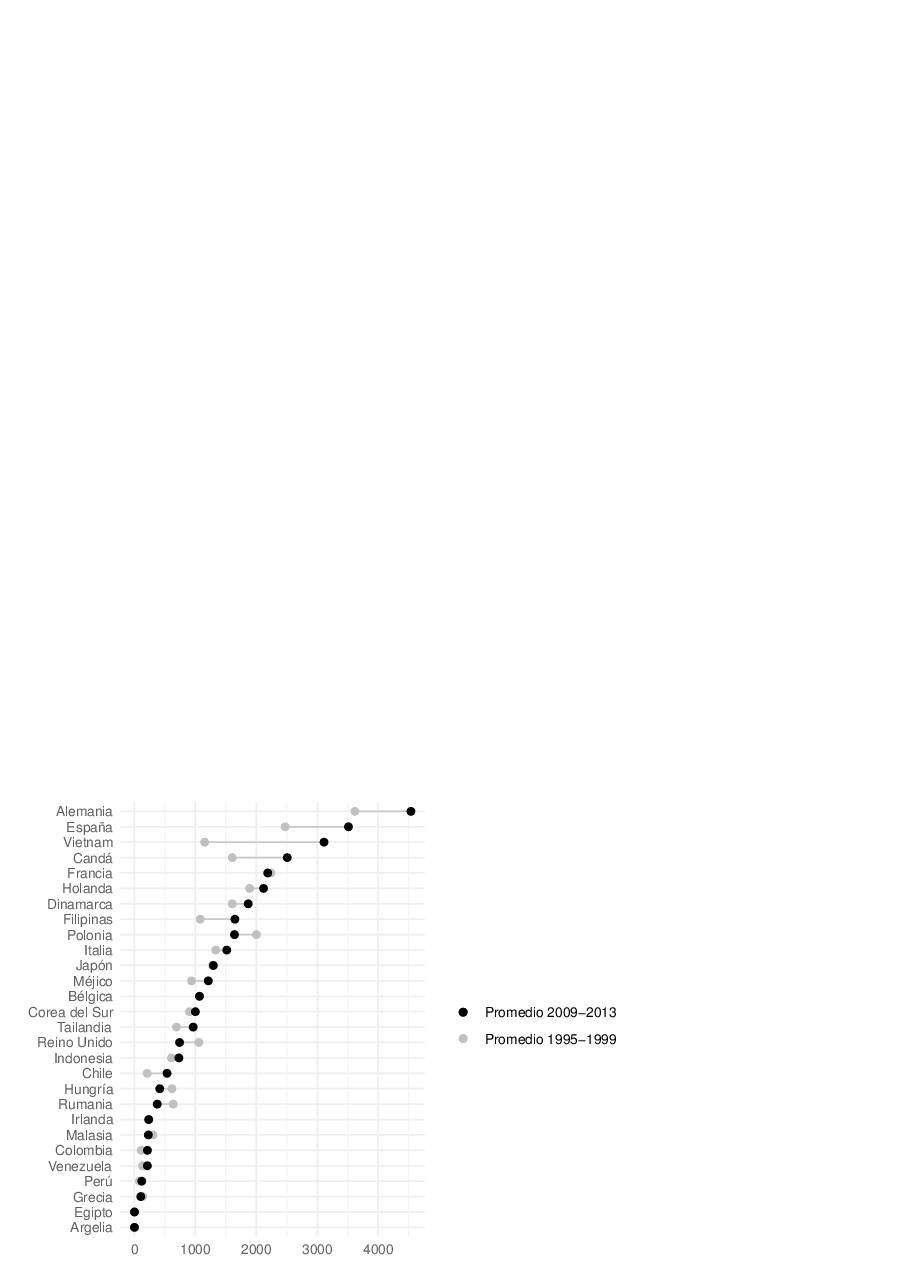 Alemania
España
Vietnam
Candá
Francia
Holanda
Dinamarca
Filipinas
Polonia
Italia
Japón
Méjico
Bélgica
Corea del Sur
Tailandia
Reino Unido
Indonesia
Chile
Hungría
Rumania
Irlanda
Malasia
Colombia
Venezuela
Perú
Grecia
Egipto
Argelia
0 1000 2000 3000 4000
Promedio 2009−2013
Promedio 1995−1999